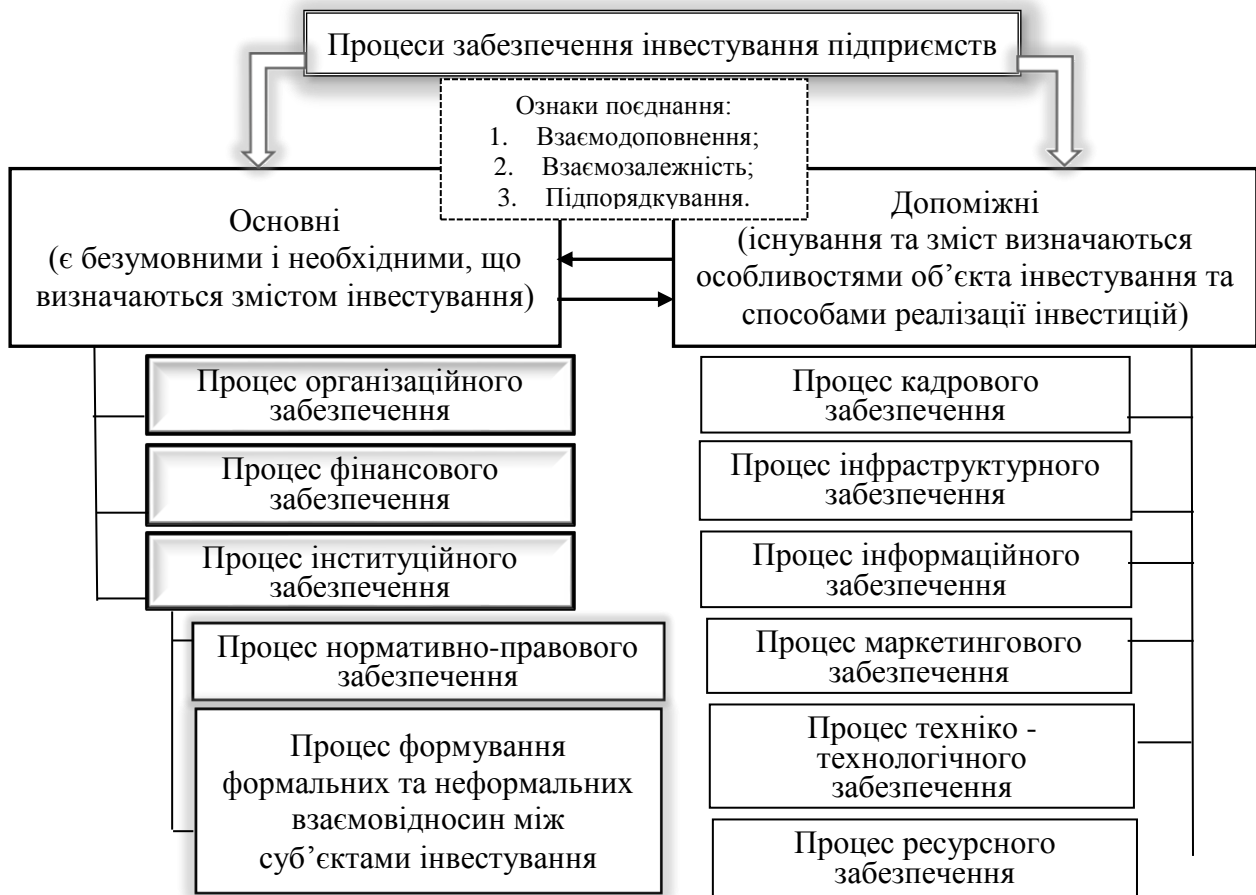 Процеси забезпечення інвестування підприємств
Ознаки поєднання:
1. Взаємодоповнення;
2. Взаємозалежність;
3. Підпорядкування.
Основні
(є безумовними і необхідними, що
визначаються змістом інвестування)
Допоміжні
(існування та зміст визначаються
особливостями об’єкта інвестування та
способами реалізації інвестицій)
Процес організаційного
забезпечення
Процес фінансового
забезпечення
Процес інституційного
забезпечення
Процес нормативно-правового
забезпечення
Процес формування
формальних та неформальних
взаємовідносин між
суб’єктами інвестування
Процес кадрового
забезпечення
Процес інфраструктурного
забезпечення
Процес інформаційного
забезпечення
Процес маркетингового
забезпечення
Процес техніко -
технологічного
забезпечення
Процес ресурсного
забезпечення